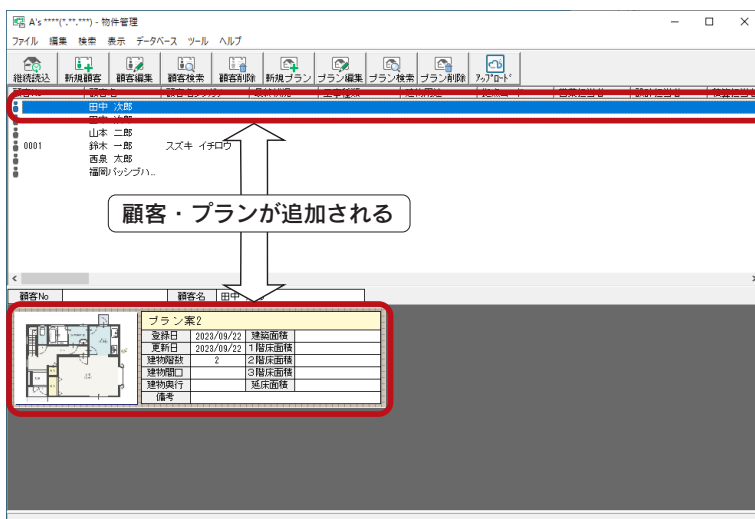 A's ****(*.**.***) - 物件管理
ファイル 編集 検索 表示 データベース ツール ヘルプ
継続読込 新規顧客 顧客編集 顧客検索 顧客削除 新規プラン プラン編集 プラン検索 プラン削除 アップロード
田中 次郎
山本 二郎
0001 鈴木 一郎 スズキ イチロウ
西泉 太郎
福岡パッシブハ...
顧客・プランが追加される
顧客No 顧客名 田中
プラン案2
登録日 2023/09/22 建築面積
更新日 2023/09/22 1階床面積
建物階数 2 2階床面積
建物間口 3階床面積
建物奥行 延床面積
備考